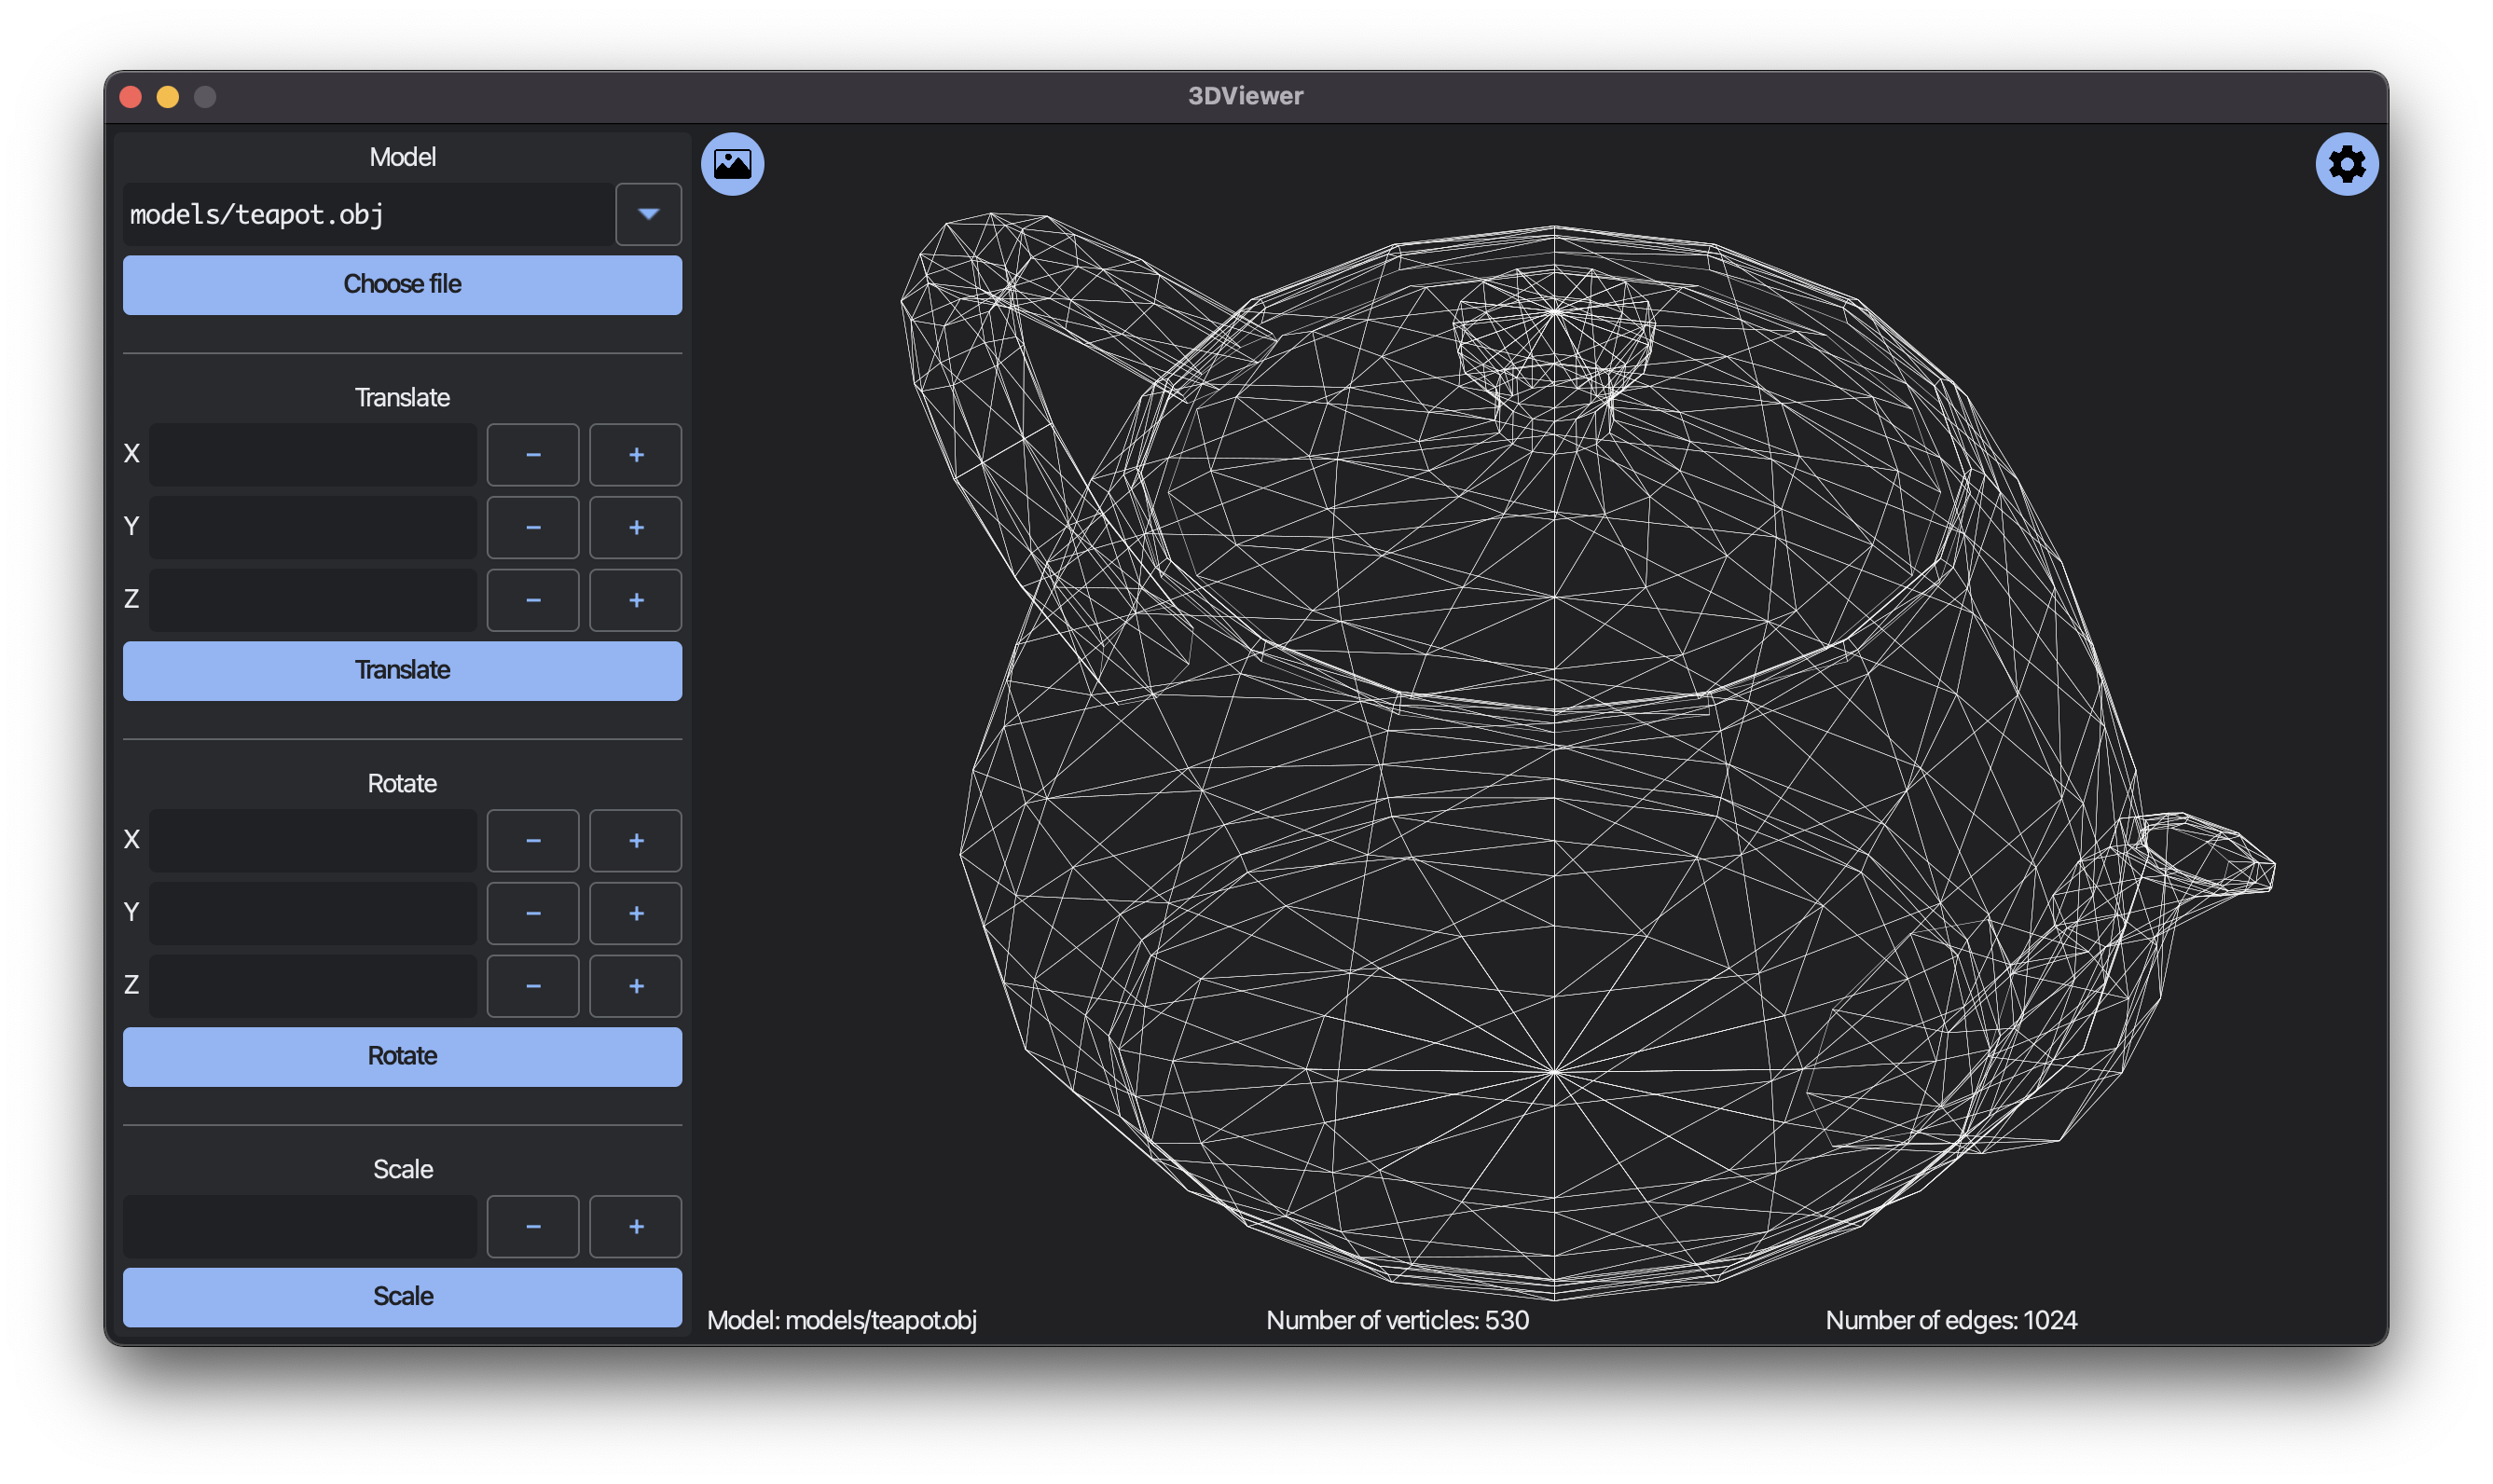 3DViewer
Model
models/teapot.obj
Choose file
Translate
X − +
Y − +
Z − +
Translate
Rotate
X − +
Y − +
Z − +
Rotate
Scale
− +
Scale
Model: models/teapot.obj
Number of verticles: 530
Number of edges: 1024